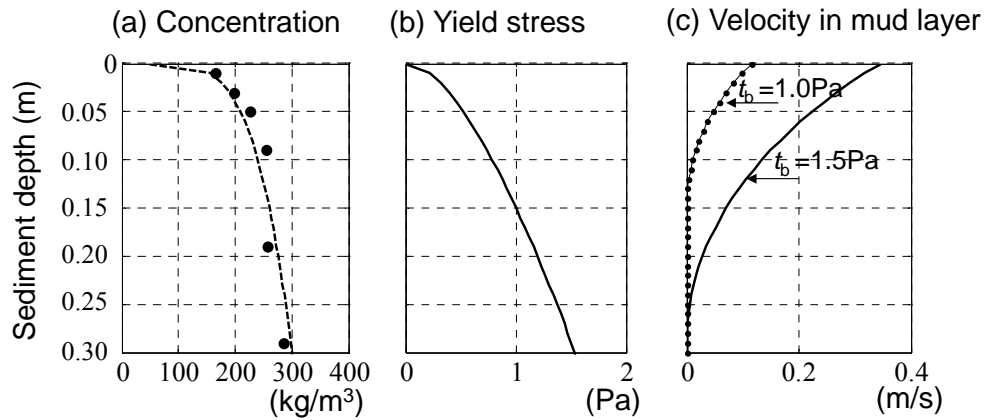 (a) Concentration
(b) Yield stress
(c) Velocity in mud layer
Sediment depth (m)
0
0.05
0.10
0.15
0.20
0.25
0.30
0 100 200 300 400
(kg/m³)
0 1 2
(Pa)
t_b=1.0Pa
t_b=1.5Pa
0 0.2 0.4
(m/s)